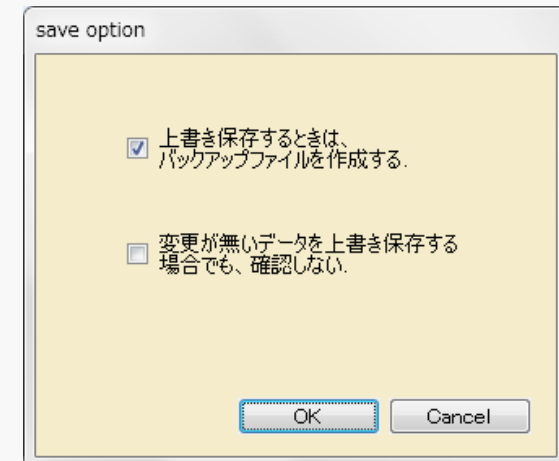 save option
上書き保存するときは、
バックアップファイルを作成する.
変更が無いデータを上書き保存する
場合でも、確認しない.
OK
Cancel